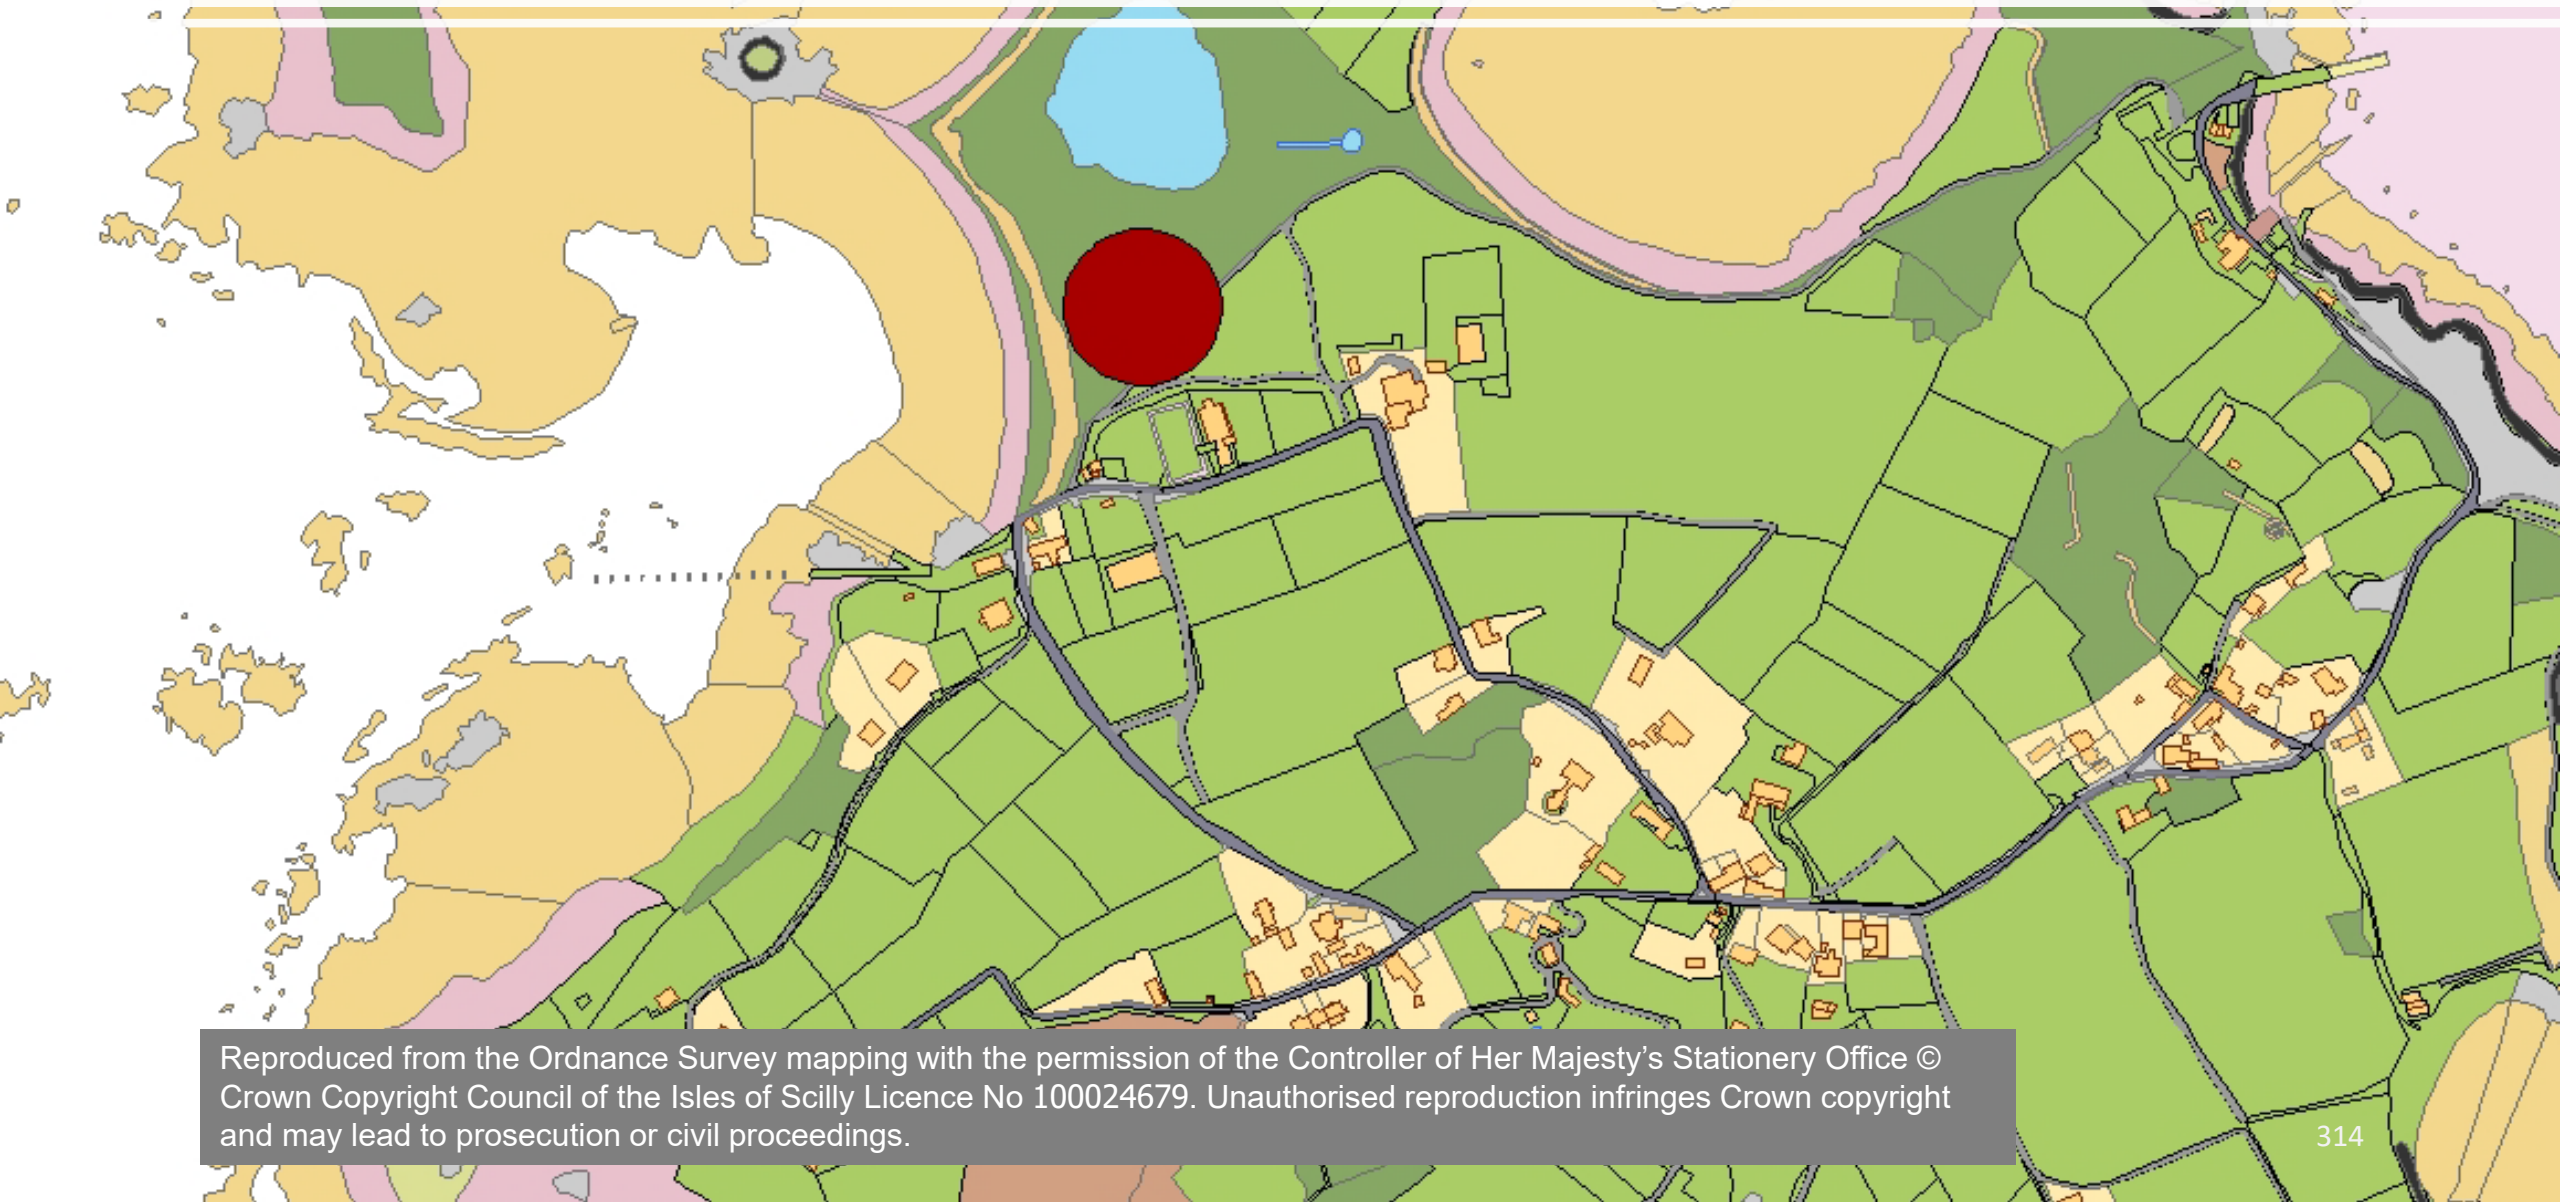 Reproduced from the Ordnance Survey mapping with the permission of the Controller of Her Majesty’s Stationery Office ©
Crown Copyright Council of the Isles of Scilly Licence No 100024679. Unauthorised reproduction infringes Crown copyright
and may lead to prosecution or civil proceedings.
314